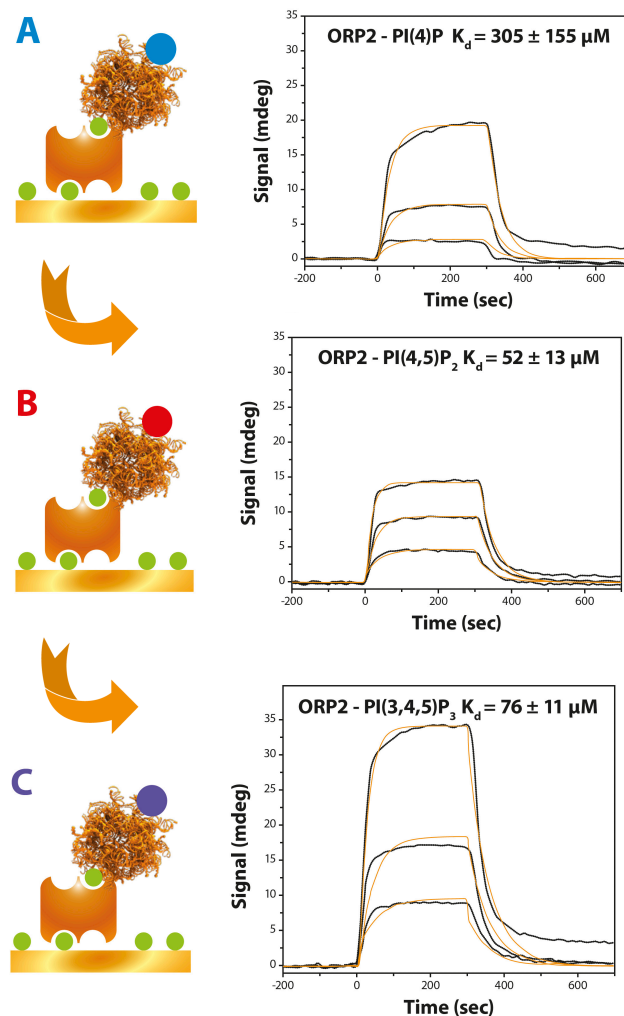 A
ORP2 - PI(4)P K_d = 305 ± 155 µM
Signal (mdeg)
35
30
25
20
15
10
5
0
-200 0 200 400 600
Time (sec)
B
ORP2 - PI(4,5)P₂ K_d = 52 ± 13 µM
Signal (mdeg)
35
30
25
20
15
10
5
0
-200 0 200 400 600
Time (sec)
C
ORP2 - PI(3,4,5)P₃ K_d = 76 ± 11 µM
Signal (mdeg)
35
30
25
20
15
10
5
0
-200 0 200 400 600
Time (sec)